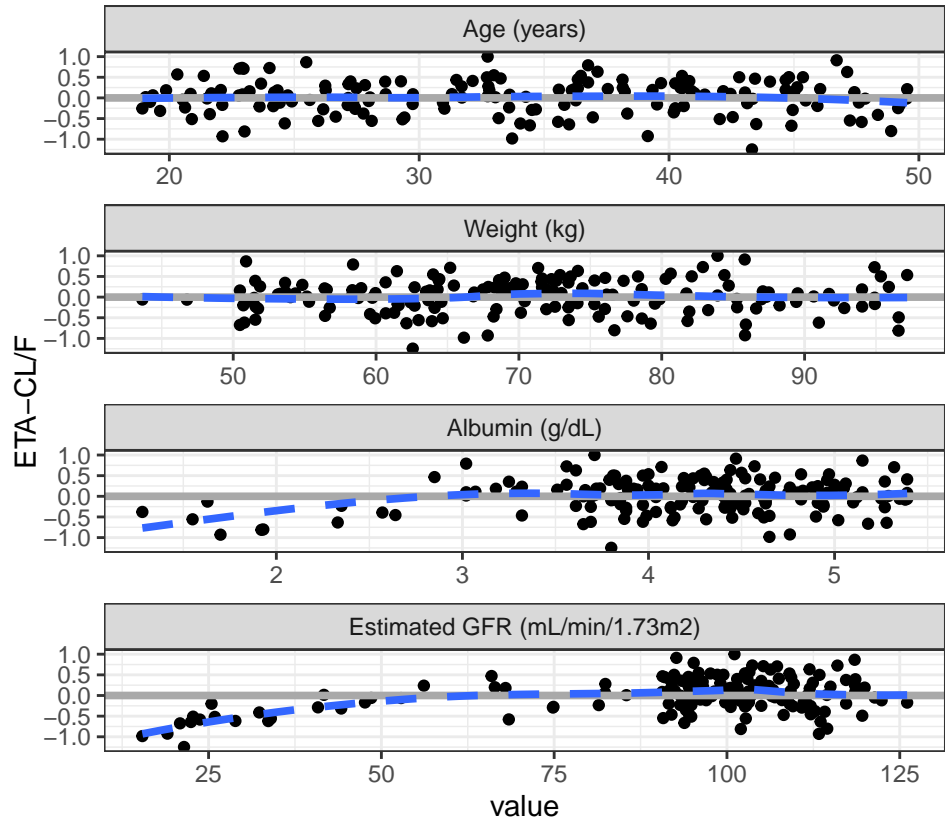 Age (years)
1.0
0.5
0.0
−0.5
−1.0
20 30 40 50
Weight (kg)
1.0
0.5
0.0
−0.5
−1.0
50 60 70 80 90
Albumin (g/dL)
1.0
0.5
0.0
−0.5
−1.0
2 3 4 5
Estimated GFR (mL/min/1.73m2)
1.0
0.5
0.0
−0.5
−1.0
25 50 75 100 125
value
ETA−CL/F